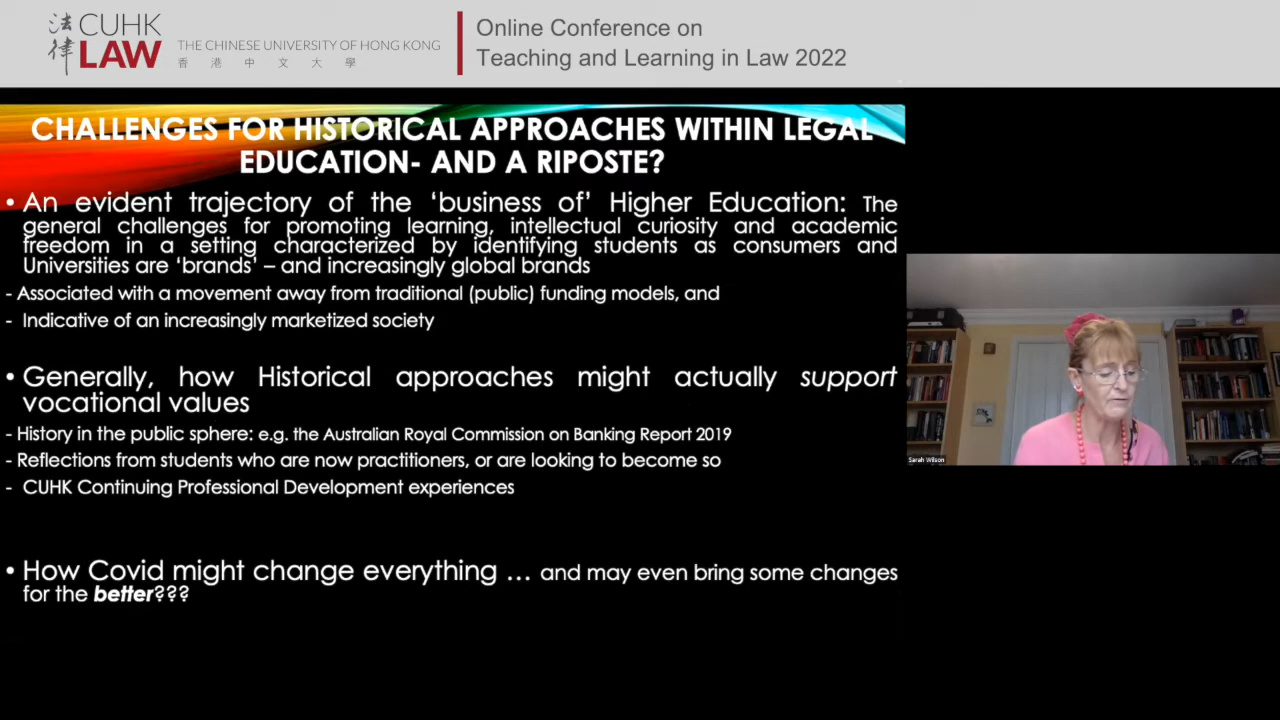 法律
CUHK
LAW
THE CHINESE UNIVERSITY OF HONG KONG
香港中文大學
Online Conference on
Teaching and Learning in Law 2022
CHALLENGES FOR HISTORICAL APPROACHES WITHIN LEGAL
EDUCATION- AND A RIPOSTE?
• An evident trajectory of the ‘business of’ Higher Education: The
general challenges for promoting learning, intellectual curiosity and academic
freedom in a setting characterized by identifying students as consumers and
Universities are ‘brands’ – and increasingly global brands
- Associated with a movement away from traditional (public) funding models, and
- Indicative of an increasingly marketized society
• Generally, how Historical approaches might actually support
vocational values
- History in the public sphere: e.g. the Australian Royal Commission on Banking Report 2019
- Reflections from students who are now practitioners, or are looking to become so
- CUHK Continuing Professional Development experiences
• How Covid might change everything … and may even bring some changes
for the better???
Sarah Wilson